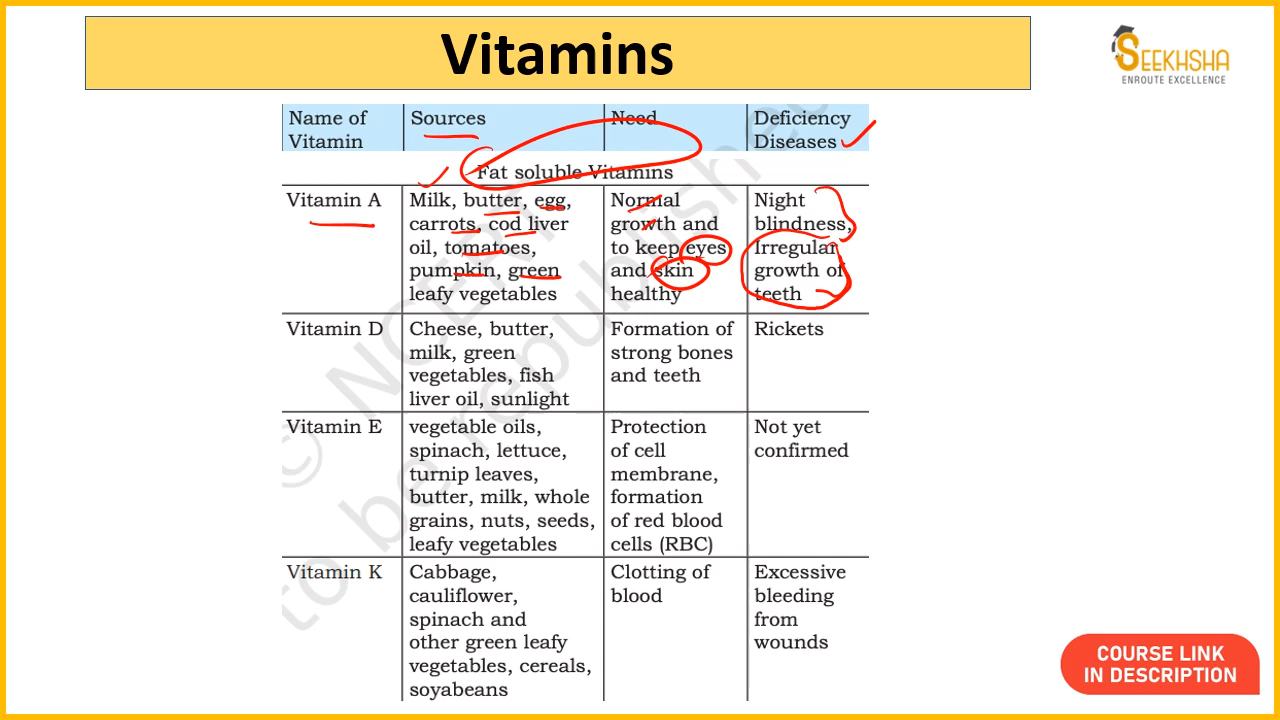 Vitamins
SEEKHSHA
ENROUTE EXCELLENCE
Name of Vitamin | Sources | Need | Deficiency Diseases
Fat soluble Vitamins
Vitamin A
Milk, butter, egg,
carrots, cod liver
oil, tomatoes,
pumpkin, green
leafy vegetables
Normal
growth and
to keep eyes
and skin
healthy
Night
blindness,
Irregular
growth of
teeth
Vitamin D
Cheese, butter,
milk, green
vegetables, fish
liver oil, sunlight
Formation of
strong bones
and teeth
Rickets
Vitamin E
vegetable oils,
spinach, lettuce,
turnip leaves,
butter, milk, whole
grains, nuts, seeds,
leafy vegetables
Protection
of cell
membrane,
formation
of red blood
cells (RBC)
Not yet
confirmed
Vitamin K
Cabbage,
cauliflower,
spinach and
other green leafy
vegetables, cereals,
soyabeans
Clotting of
blood
Excessive
bleeding
from
wounds
© NCERT
to be republished
COURSE LINK
IN DESCRIPTION